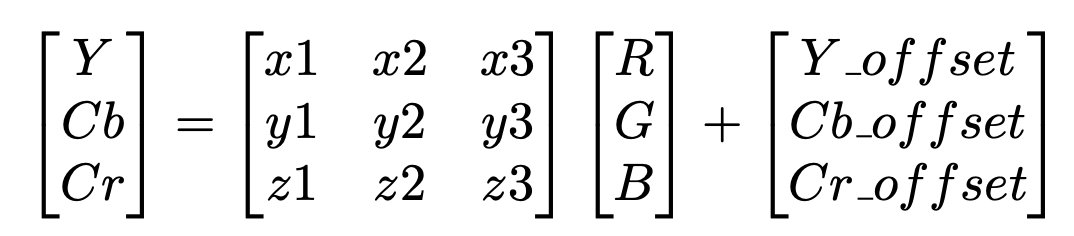 Y x1 x2 x3 R Y_offset
Cb = y1 y2 y3 G + Cb_offset
Cr z1 z2 z3 B Cr_offset